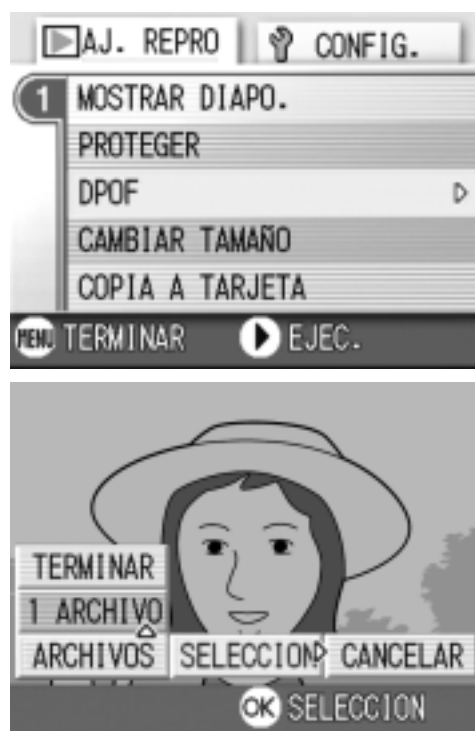 AJ. REPRO CONFIG.
1 MOSTRAR DIAPO.
PROTEGER
DPOF
CAMBIAR TAMAÑO
COPIA A TARJETA
MENU TERMINAR EJEC.
TERMINAR
1 ARCHIVO
ARCHIVOS SELECCION CANCELAR
OK SELECCION